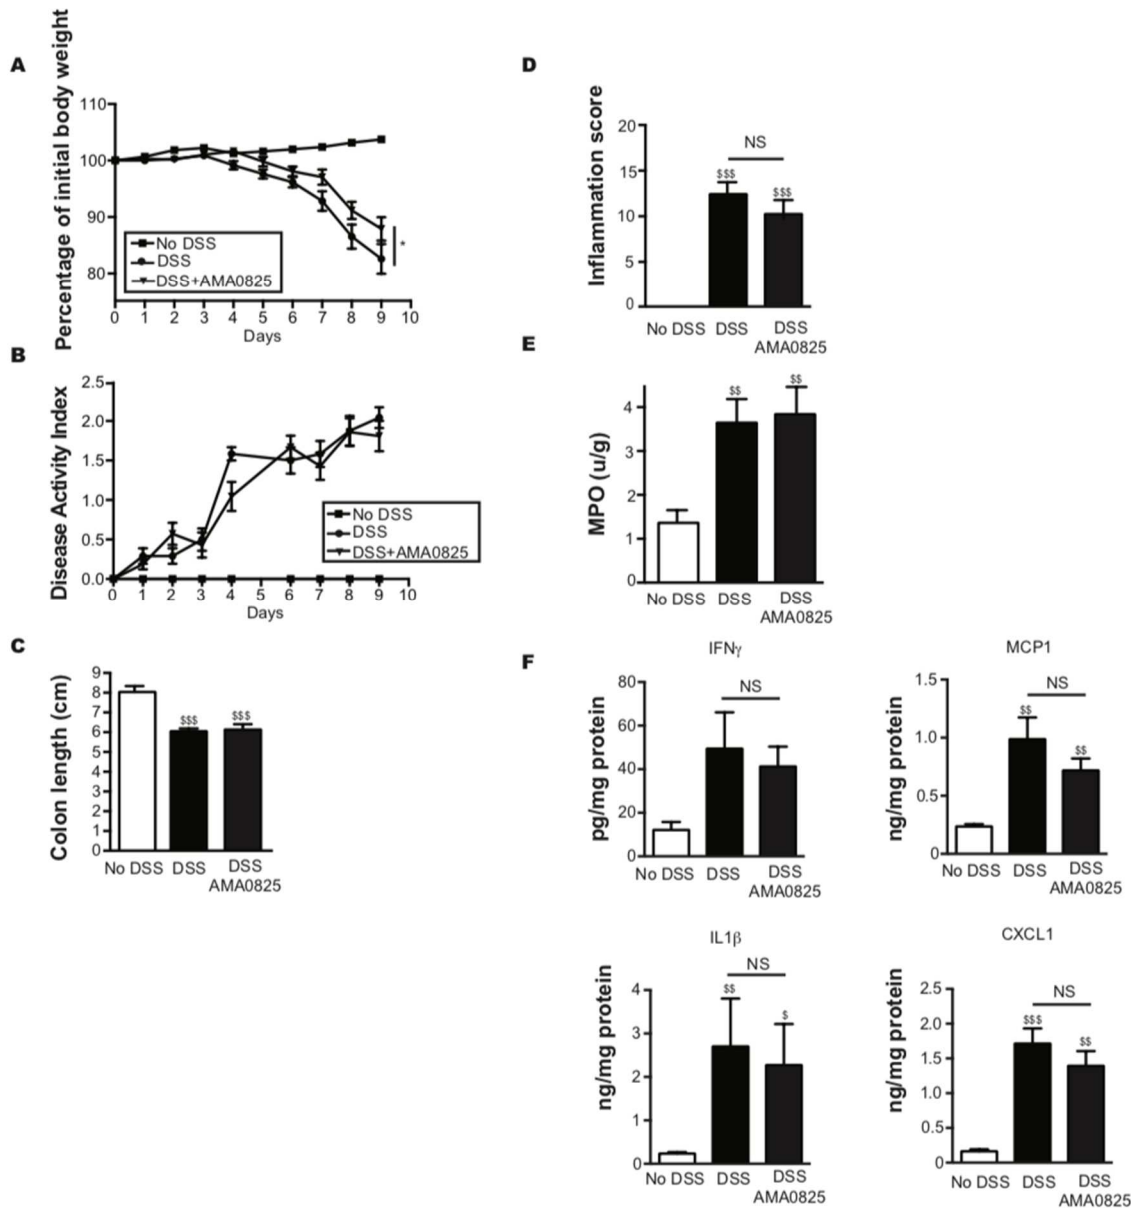 A
Percentage of initial body weight
110
100
90
80
No DSS
DSS
DSS+AMA0825
*
0 1 2 3 4 5 6 7 8 9 10
Days
B
Disease Activity Index
2.5
2.0
1.5
1.0
0.5
0.0
No DSS
DSS
DSS+AMA0825
0 1 2 3 4 5 6 7 8 9 10
Days
C
Colon length (cm)
9
8
7
6
5
4
3
2
1
0
$$$ $$$
No DSS DSS DSS
AMA0825
D
Inflammation score
20
15
10
5
0
NS
$$$ $$$
No DSS DSS DSS
AMA0825
E
MPO (u/g)
4
3
2
1
0
$$ $$
No DSS DSS DSS
AMA0825
F
IFNγ
pg/mg protein
80
60
40
20
0
NS
No DSS DSS DSS
AMA0825
MCP1
ng/mg protein
1.5
1.0
0.5
0
NS
$$ $$
No DSS DSS DSS
AMA0825
IL1β
ng/mg protein
4
3
2
1
0
NS
$$ $
No DSS DSS DSS
AMA0825
CXCL1
ng/mg protein
2.5
2.0
1.5
1.0
0.5
0
NS
$$$ $$
No DSS DSS DSS
AMA0825